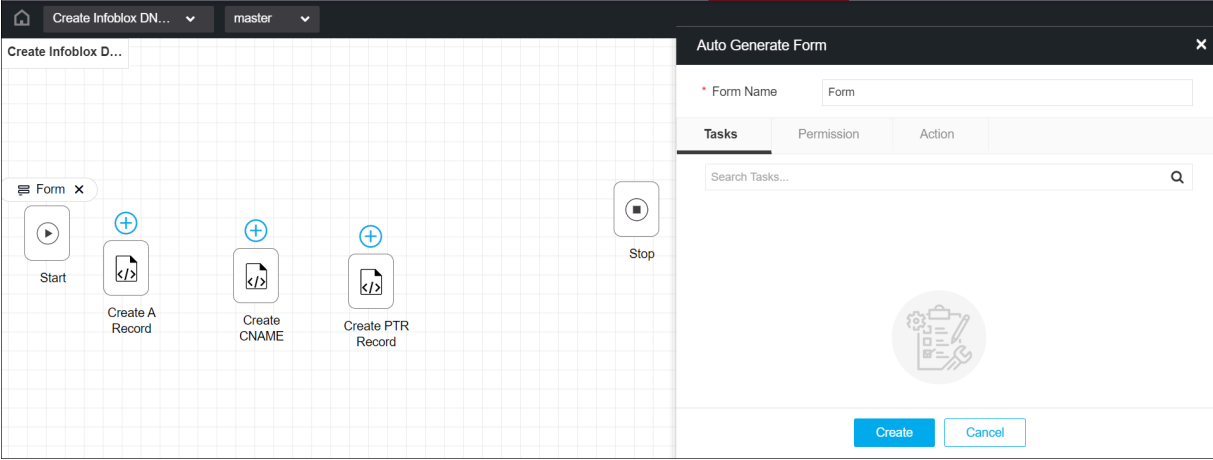 Create Infoblox DN...
master
Create Infoblox D...
Form
Start
Create A
Record
Create
CNAME
Create PTR
Record
Stop
Auto Generate Form
* Form Name
Form
Tasks
Permission
Action
Search Tasks...
Create
Cancel